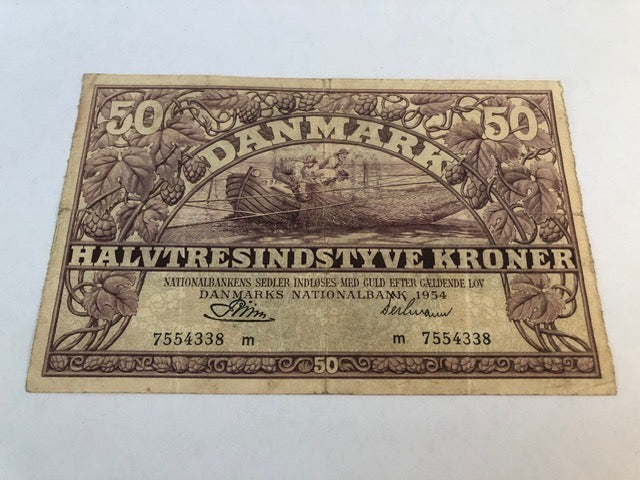 50 50
DANMARK
HALVTRESINDSTYVE KRONER
NATIONALBANKENS SEDLER INDLØSES MED GULD EFTER GÆLDENDE LOV
DANMARKS NATIONALBANK 1954
7554338 m m 7554338
50